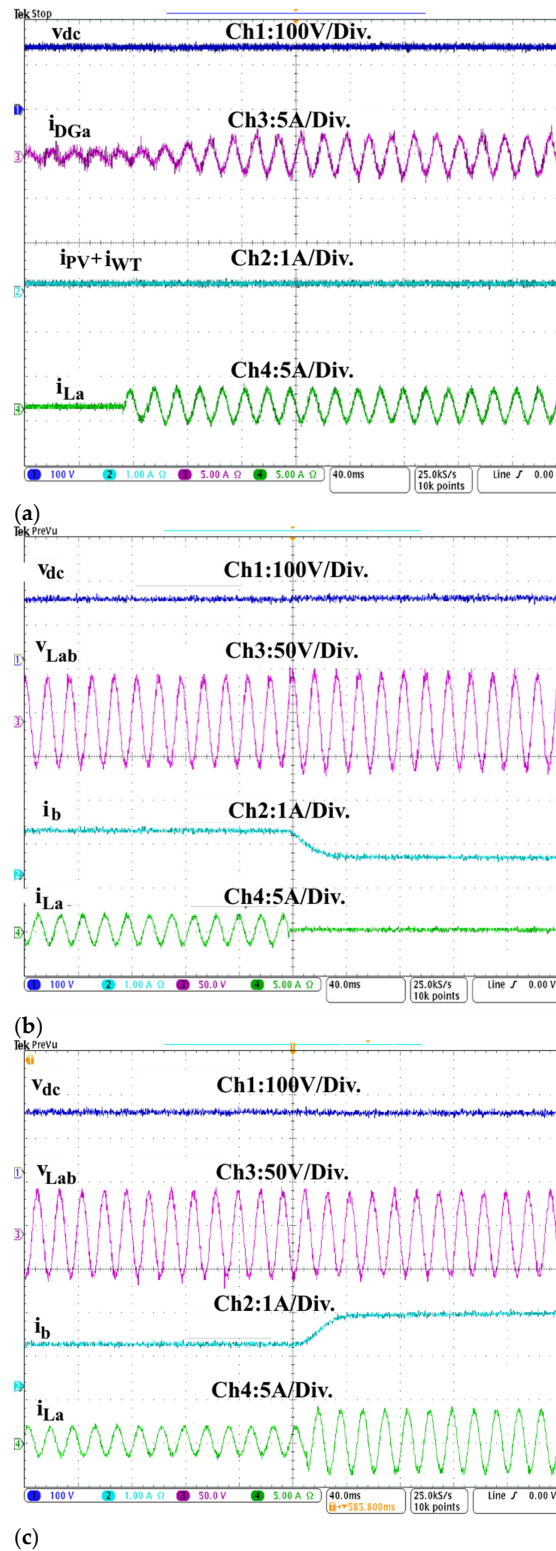 Tek Stop
vdc Ch1:100V/Div.
1
iDGa Ch3:5A/Div.
3
iPV+iWT Ch2:1A/Div.
2
iLa Ch4:5A/Div.
4
1 100 V 2 1.00 A Ω 3 5.00 A Ω 4 5.00 A Ω 40.0ms 25.0kS/s 10k points Line ∫ 0.00
(a)
Tek PreVu
vdc Ch1:100V/Div.
1
vLab Ch3:50V/Div.
3
ib Ch2:1A/Div.
2
iLa Ch4:5A/Div.
4
1 100 V 2 1.00 A Ω 3 50.0 V 4 5.00 A Ω 40.0ms 25.0kS/s 10k points Line ∫ 0.00 V
(b)
Tek PreVu
T
vdc Ch1:100V/Div.
1
vLab Ch3:50V/Div.
3
Ch2:1A/Div.
ib
2
iLa Ch4:5A/Div.
4
1 100 V 2 1.00 A Ω 3 50.0 V 4 5.00 A Ω 40.0ms 25.0kS/s 10k points Line ∫ 0.00 V
T→▼585.800ms
(c)